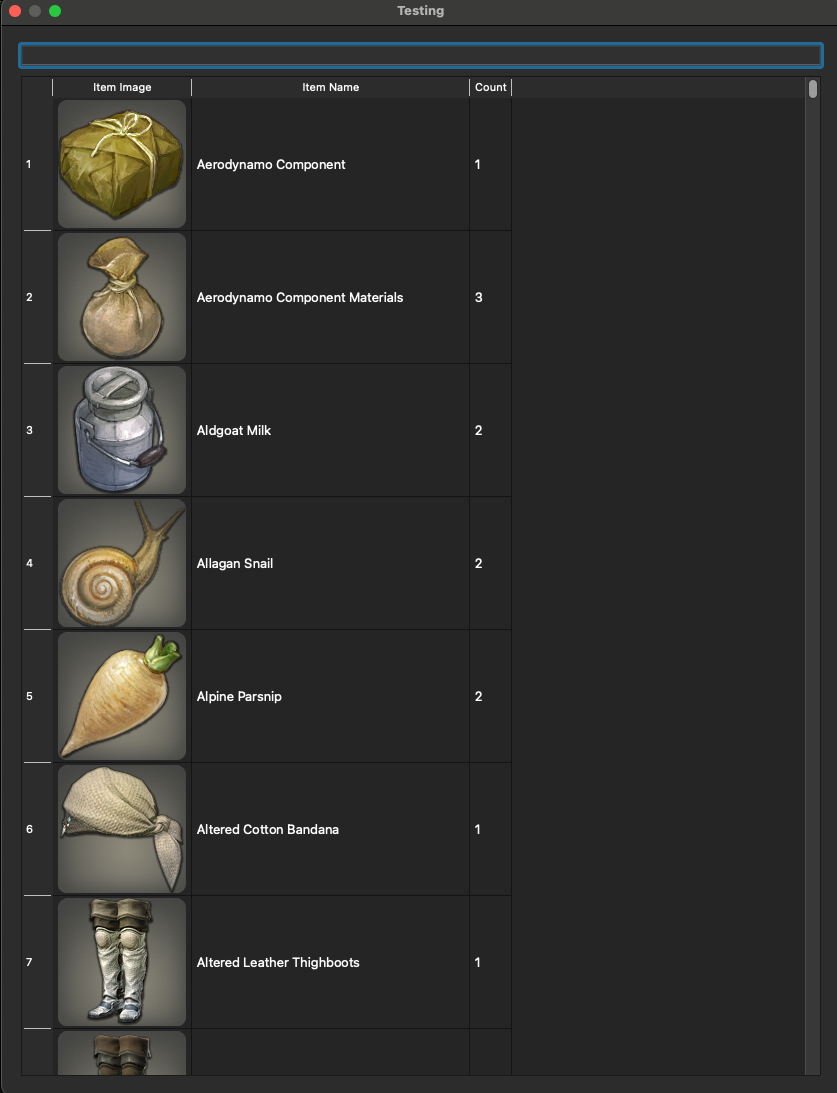 Testing
Item Image Item Name Count
1 Aerodynamo Component 1
2 Aerodynamo Component Materials 3
3 Aldgoat Milk 2
4 Allagan Snail 2
5 Alpine Parsnip 2
6 Altered Cotton Bandana 1
7 Altered Leather Thighboots 1